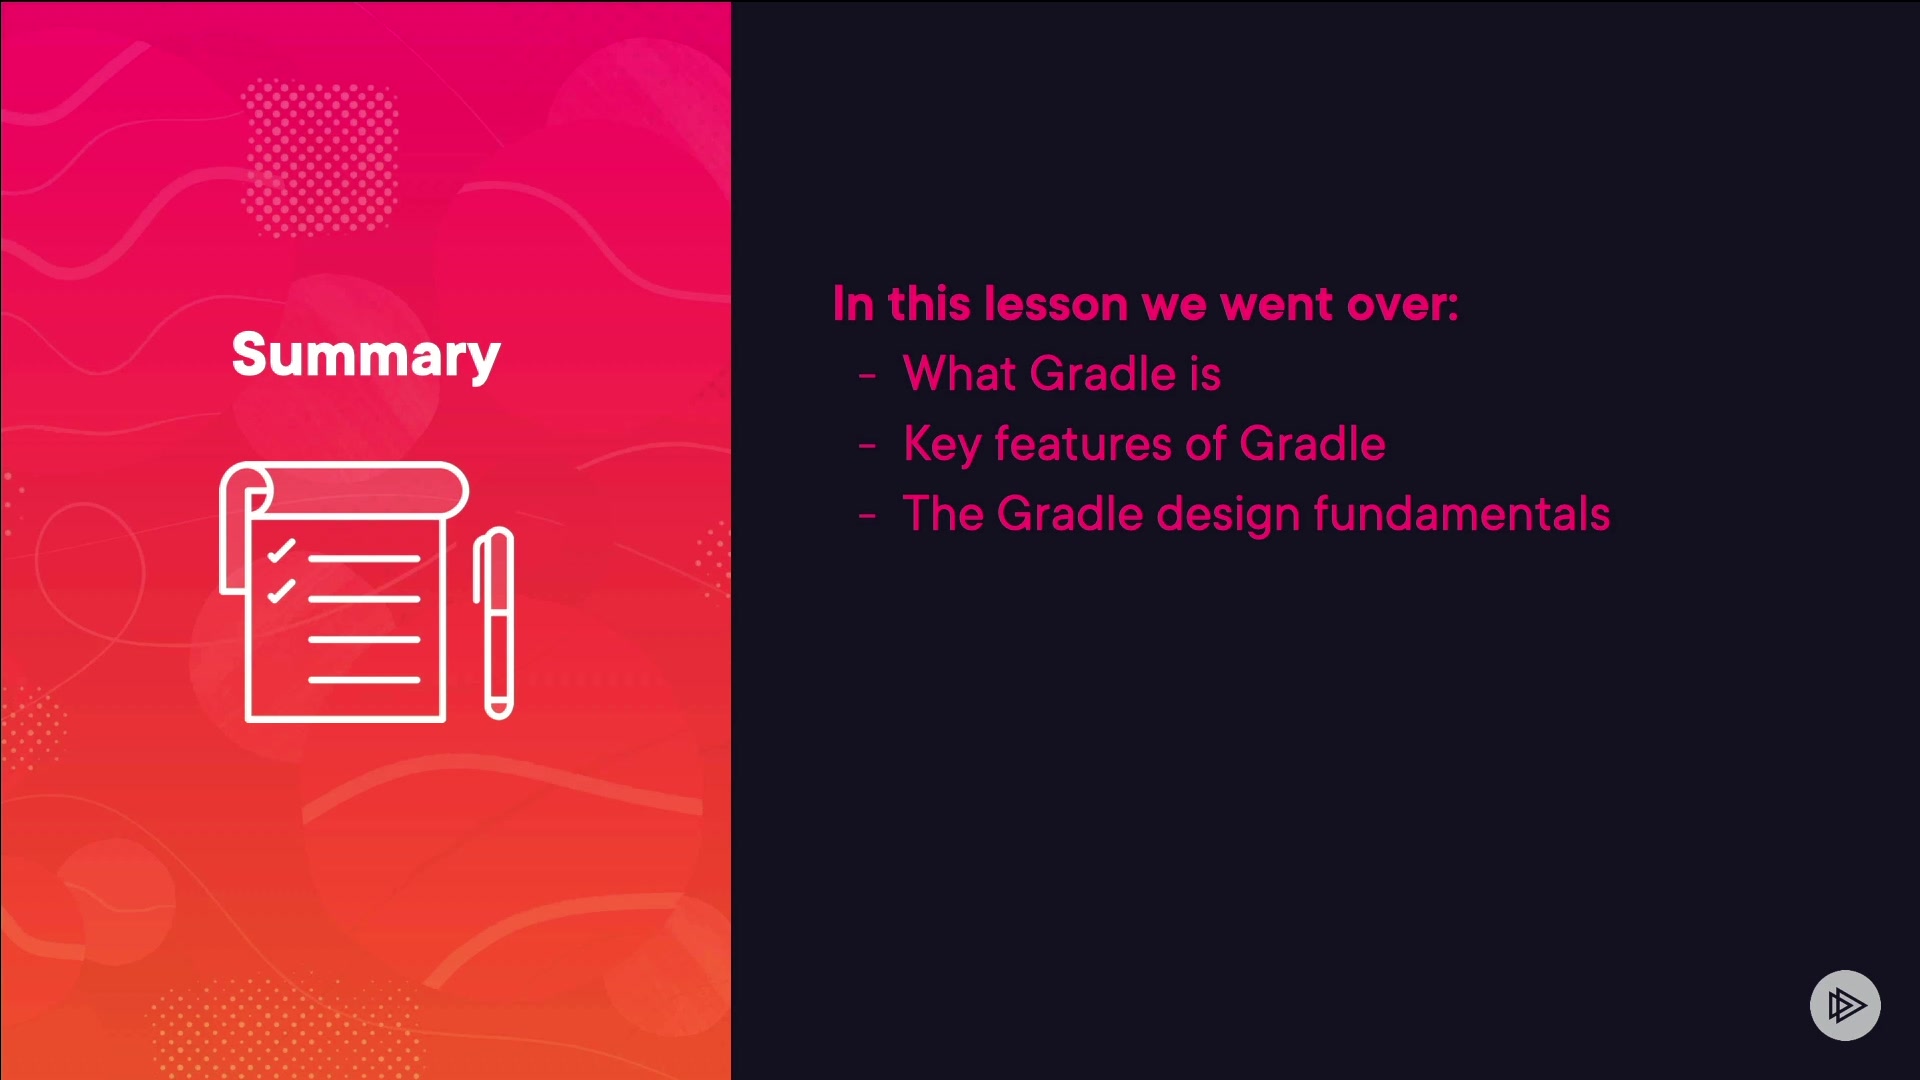 Summary
In this lesson we went over:
- What Gradle is
- Key features of Gradle
- The Gradle design fundamentals